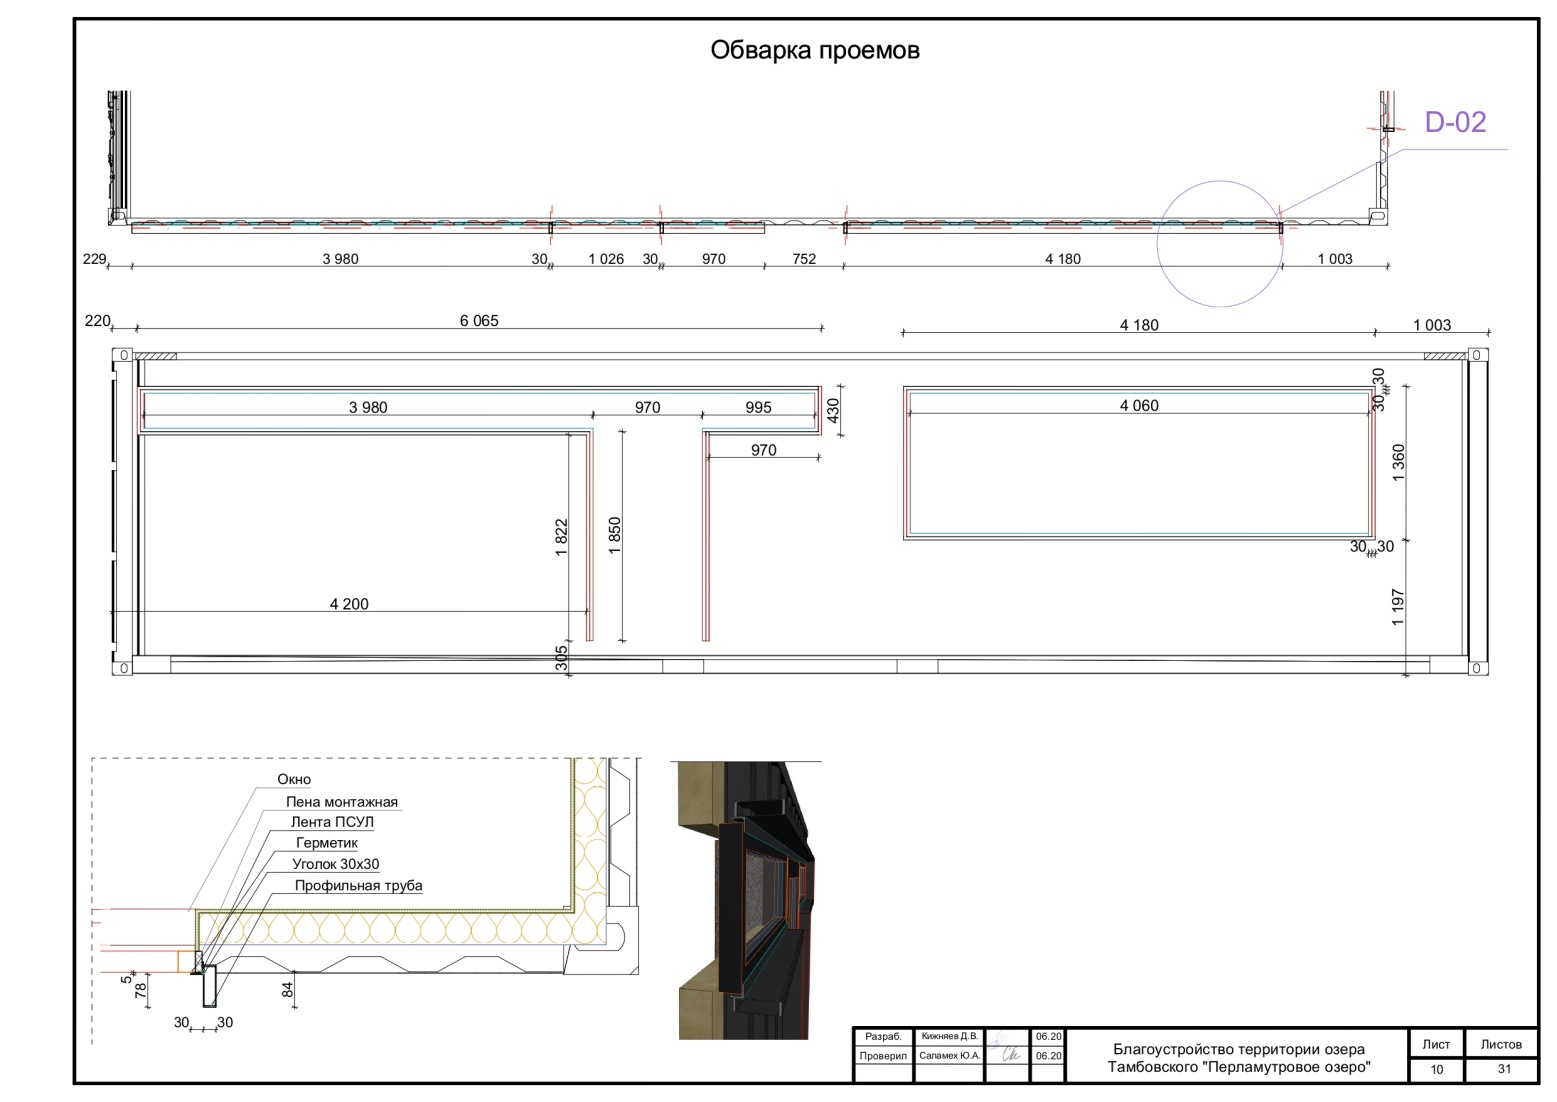 Обварка проемов
D-02
229
3 980
30
1 026
30
970
752
4 180
1 003
220
6 065
4 180
1 003
3 980
970
995
430
4 060
30
30
970
1 360
1 822
1 850
30
30
4 200
1 197
305
Окно
Пена монтажная
Лента ПСУЛ
Герметик
Уголок 30x30
Профильная труба
5
78
84
30
30
Разраб. Кижняев Д.В. 06.20
Проверил Саламех Ю.А. 06.20
Благоустройство территории озера
Тамбовского "Перламутровое озеро"
Лист Листов
10 31